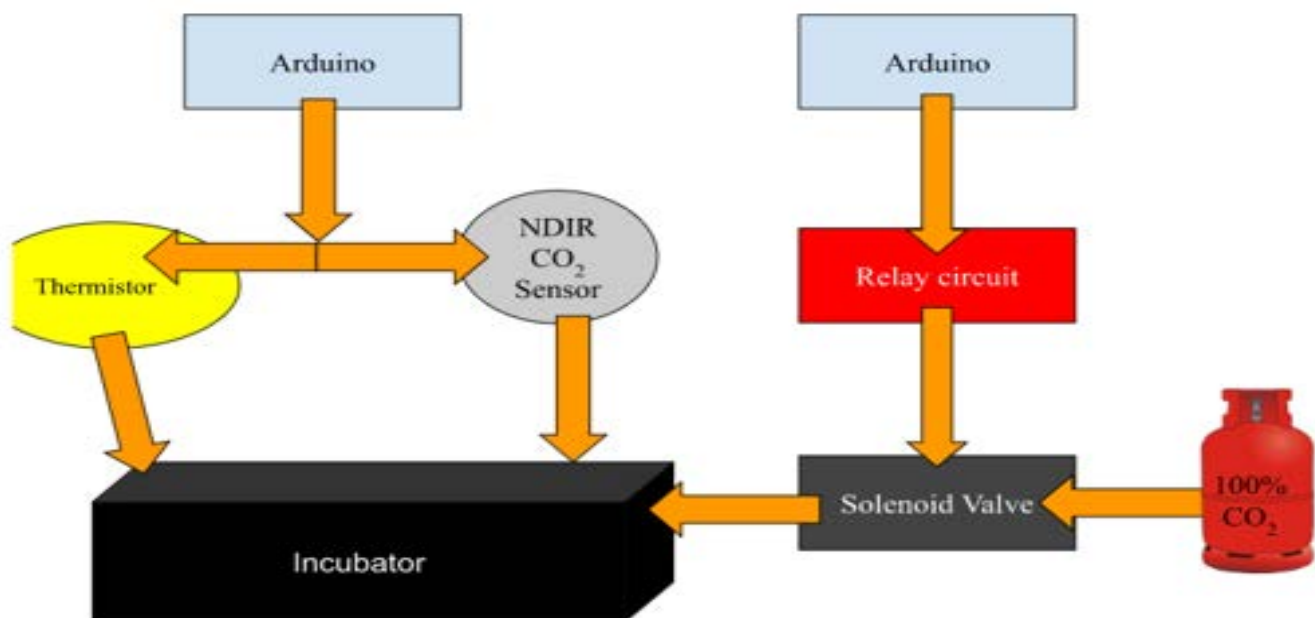 Arduino
Arduino
NDIR
CO₂
Sensor
Thermistor
Relay circuit
Solenoid Valve
100%
CO₂
Incubator